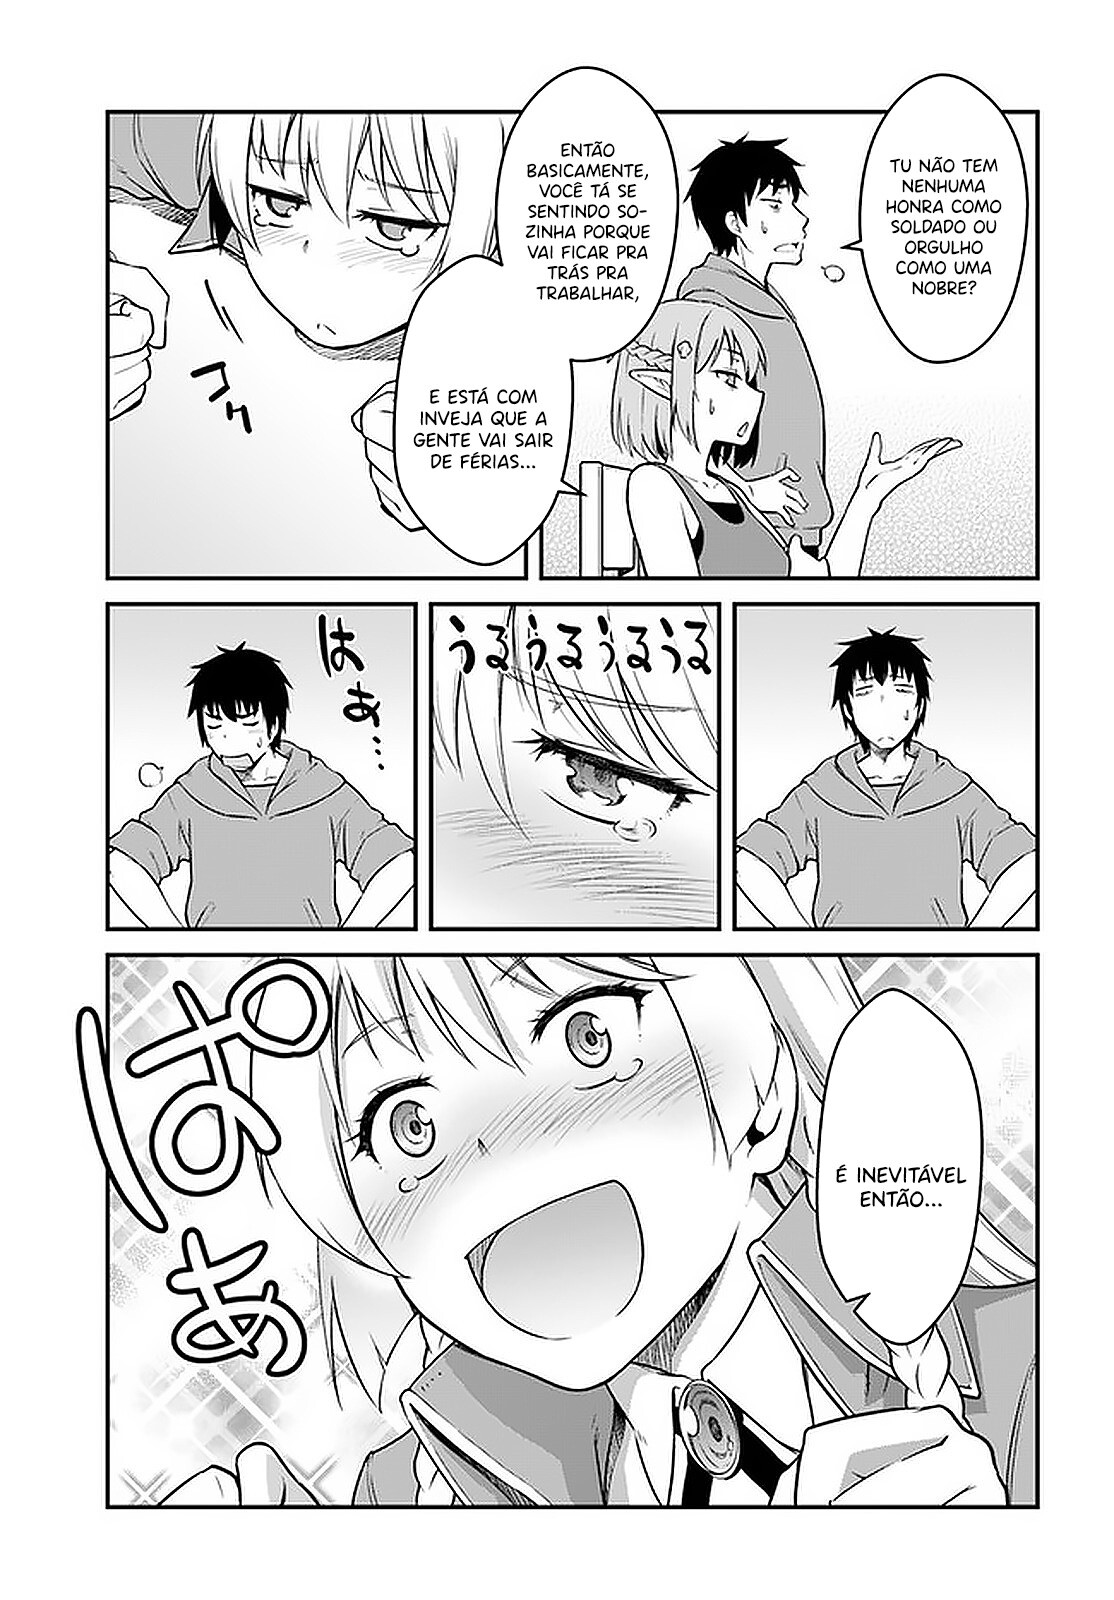 TU NÃO TEM
NENHUMA
HONRA COMO
SOLDADO OU
ORGULHO
COMO UMA
NOBRE?
ENTÃO
BASICAMENTE,
VOCÊ TÁ SE
SENTINDO SO-
ZINHA PORQUE
VAI FICAR PRA
TRÁS PRA
TRABALHAR,
E ESTÁ COM
INVEJA QUE A
GENTE VAI SAIR
DE FÉRIAS...
コク
うるうるうるうる
はあ...
É INEVITÁVEL
ENTÃO...
ぱあ